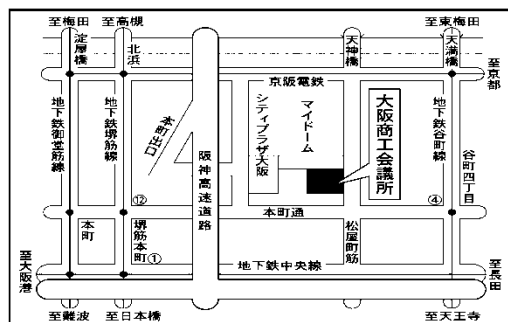 至梅田
至高槻
至東梅田
淀屋橋
北浜
天神橋
天満橋
至京都
京阪電鉄
地下鉄御堂筋線
地下鉄堺筋線
本町出口
阪神高速道路
シティプラザ大阪
マイドーム
大阪商工会議所
地下鉄谷町線
谷町四丁目
⑫
④
本町通
本町
堺筋本町①
松屋町筋
地下鉄中央線
至大阪港
至長田
至難波
至日本橋
至天王寺